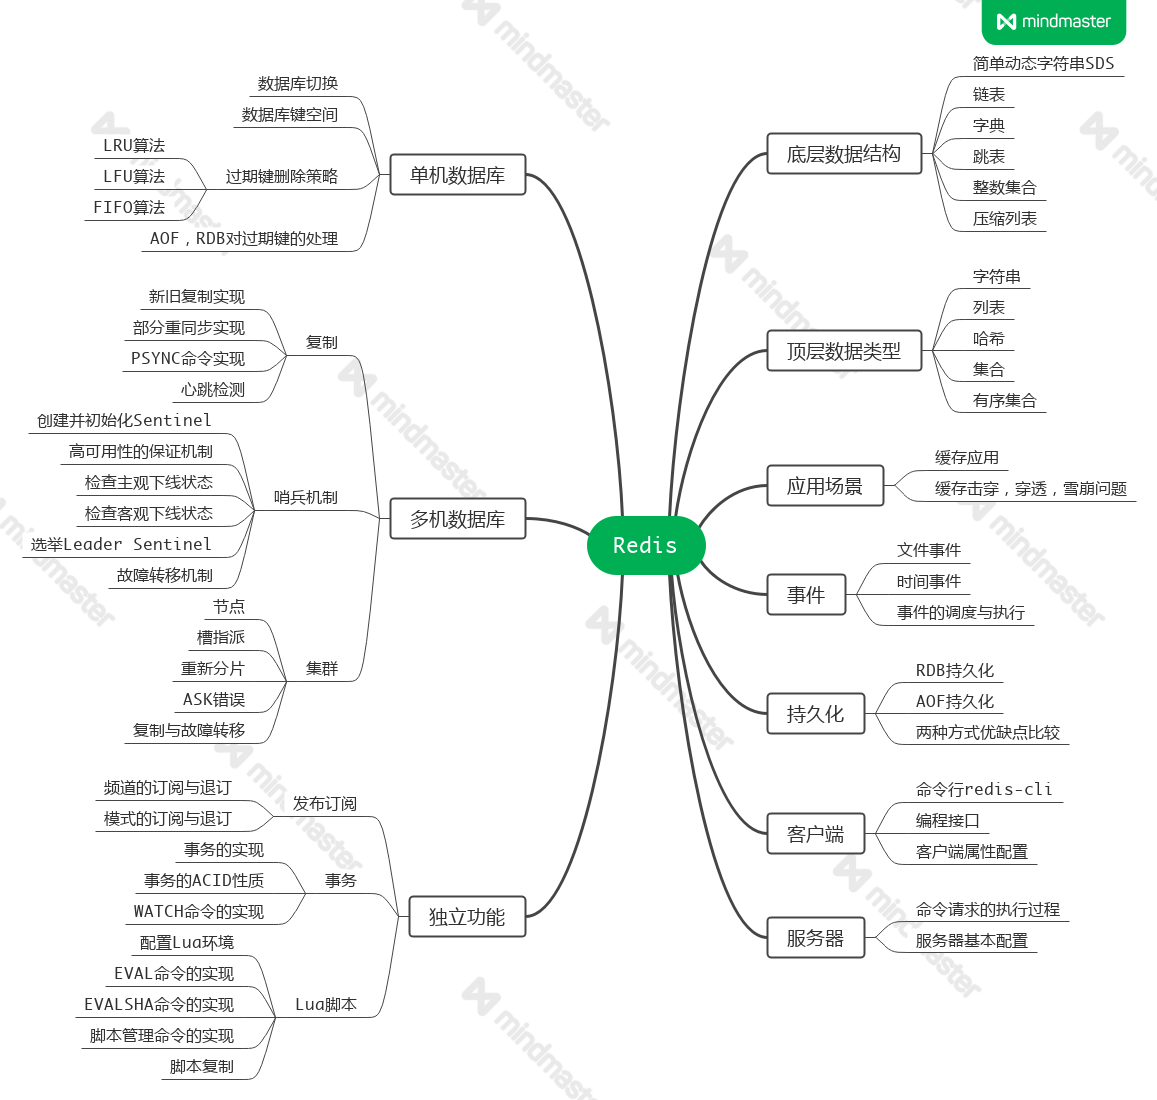 mindmaster
Redis
底层数据结构
简单动态字符串SDS
链表
字典
跳表
整数集合
压缩列表
顶层数据类型
字符串
列表
哈希
集合
有序集合
应用场景
缓存应用
缓存击穿，穿透，雪崩问题
事件
文件事件
时间事件
事件的调度与执行
持久化
RDB持久化
AOF持久化
两种方式优缺点比较
客户端
命令行redis-cli
编程接口
客户端属性配置
服务器
命令请求的执行过程
服务器基本配置
单机数据库
数据库切换
数据库键空间
过期键删除策略
LRU算法
LFU算法
FIFO算法
AOF，RDB对过期键的处理
多机数据库
复制
新旧复制实现
部分重同步实现
PSYNC命令实现
心跳检测
哨兵机制
创建并初始化Sentinel
高可用性的保证机制
检查主观下线状态
检查客观下线状态
选举Leader Sentinel
故障转移机制
集群
节点
槽指派
重新分片
ASK错误
复制与故障转移
独立功能
发布订阅
频道的订阅与退订
模式的订阅与退订
事务
事务的实现
事务的ACID性质
WATCH命令的实现
Lua脚本
配置Lua环境
EVAL命令的实现
EVALSHA命令的实现
脚本管理命令的实现
脚本复制
mindmaster
mindmaster
mindmaster
mindmaster
mindmaster
mindmaster
mindmaster
mindmaster
mindmaster
mindmaster
mindmaster